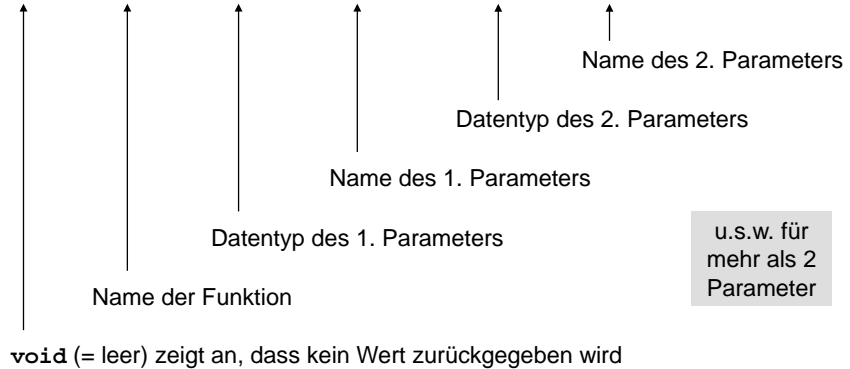 Name des 2. Parameters
Datentyp des 2. Parameters
Name des 1. Parameters
Datentyp des 1. Parameters
u.s.w. für
mehr als 2
Parameter
Name der Funktion
void (= leer) zeigt an, dass kein Wert zurückgegeben wird